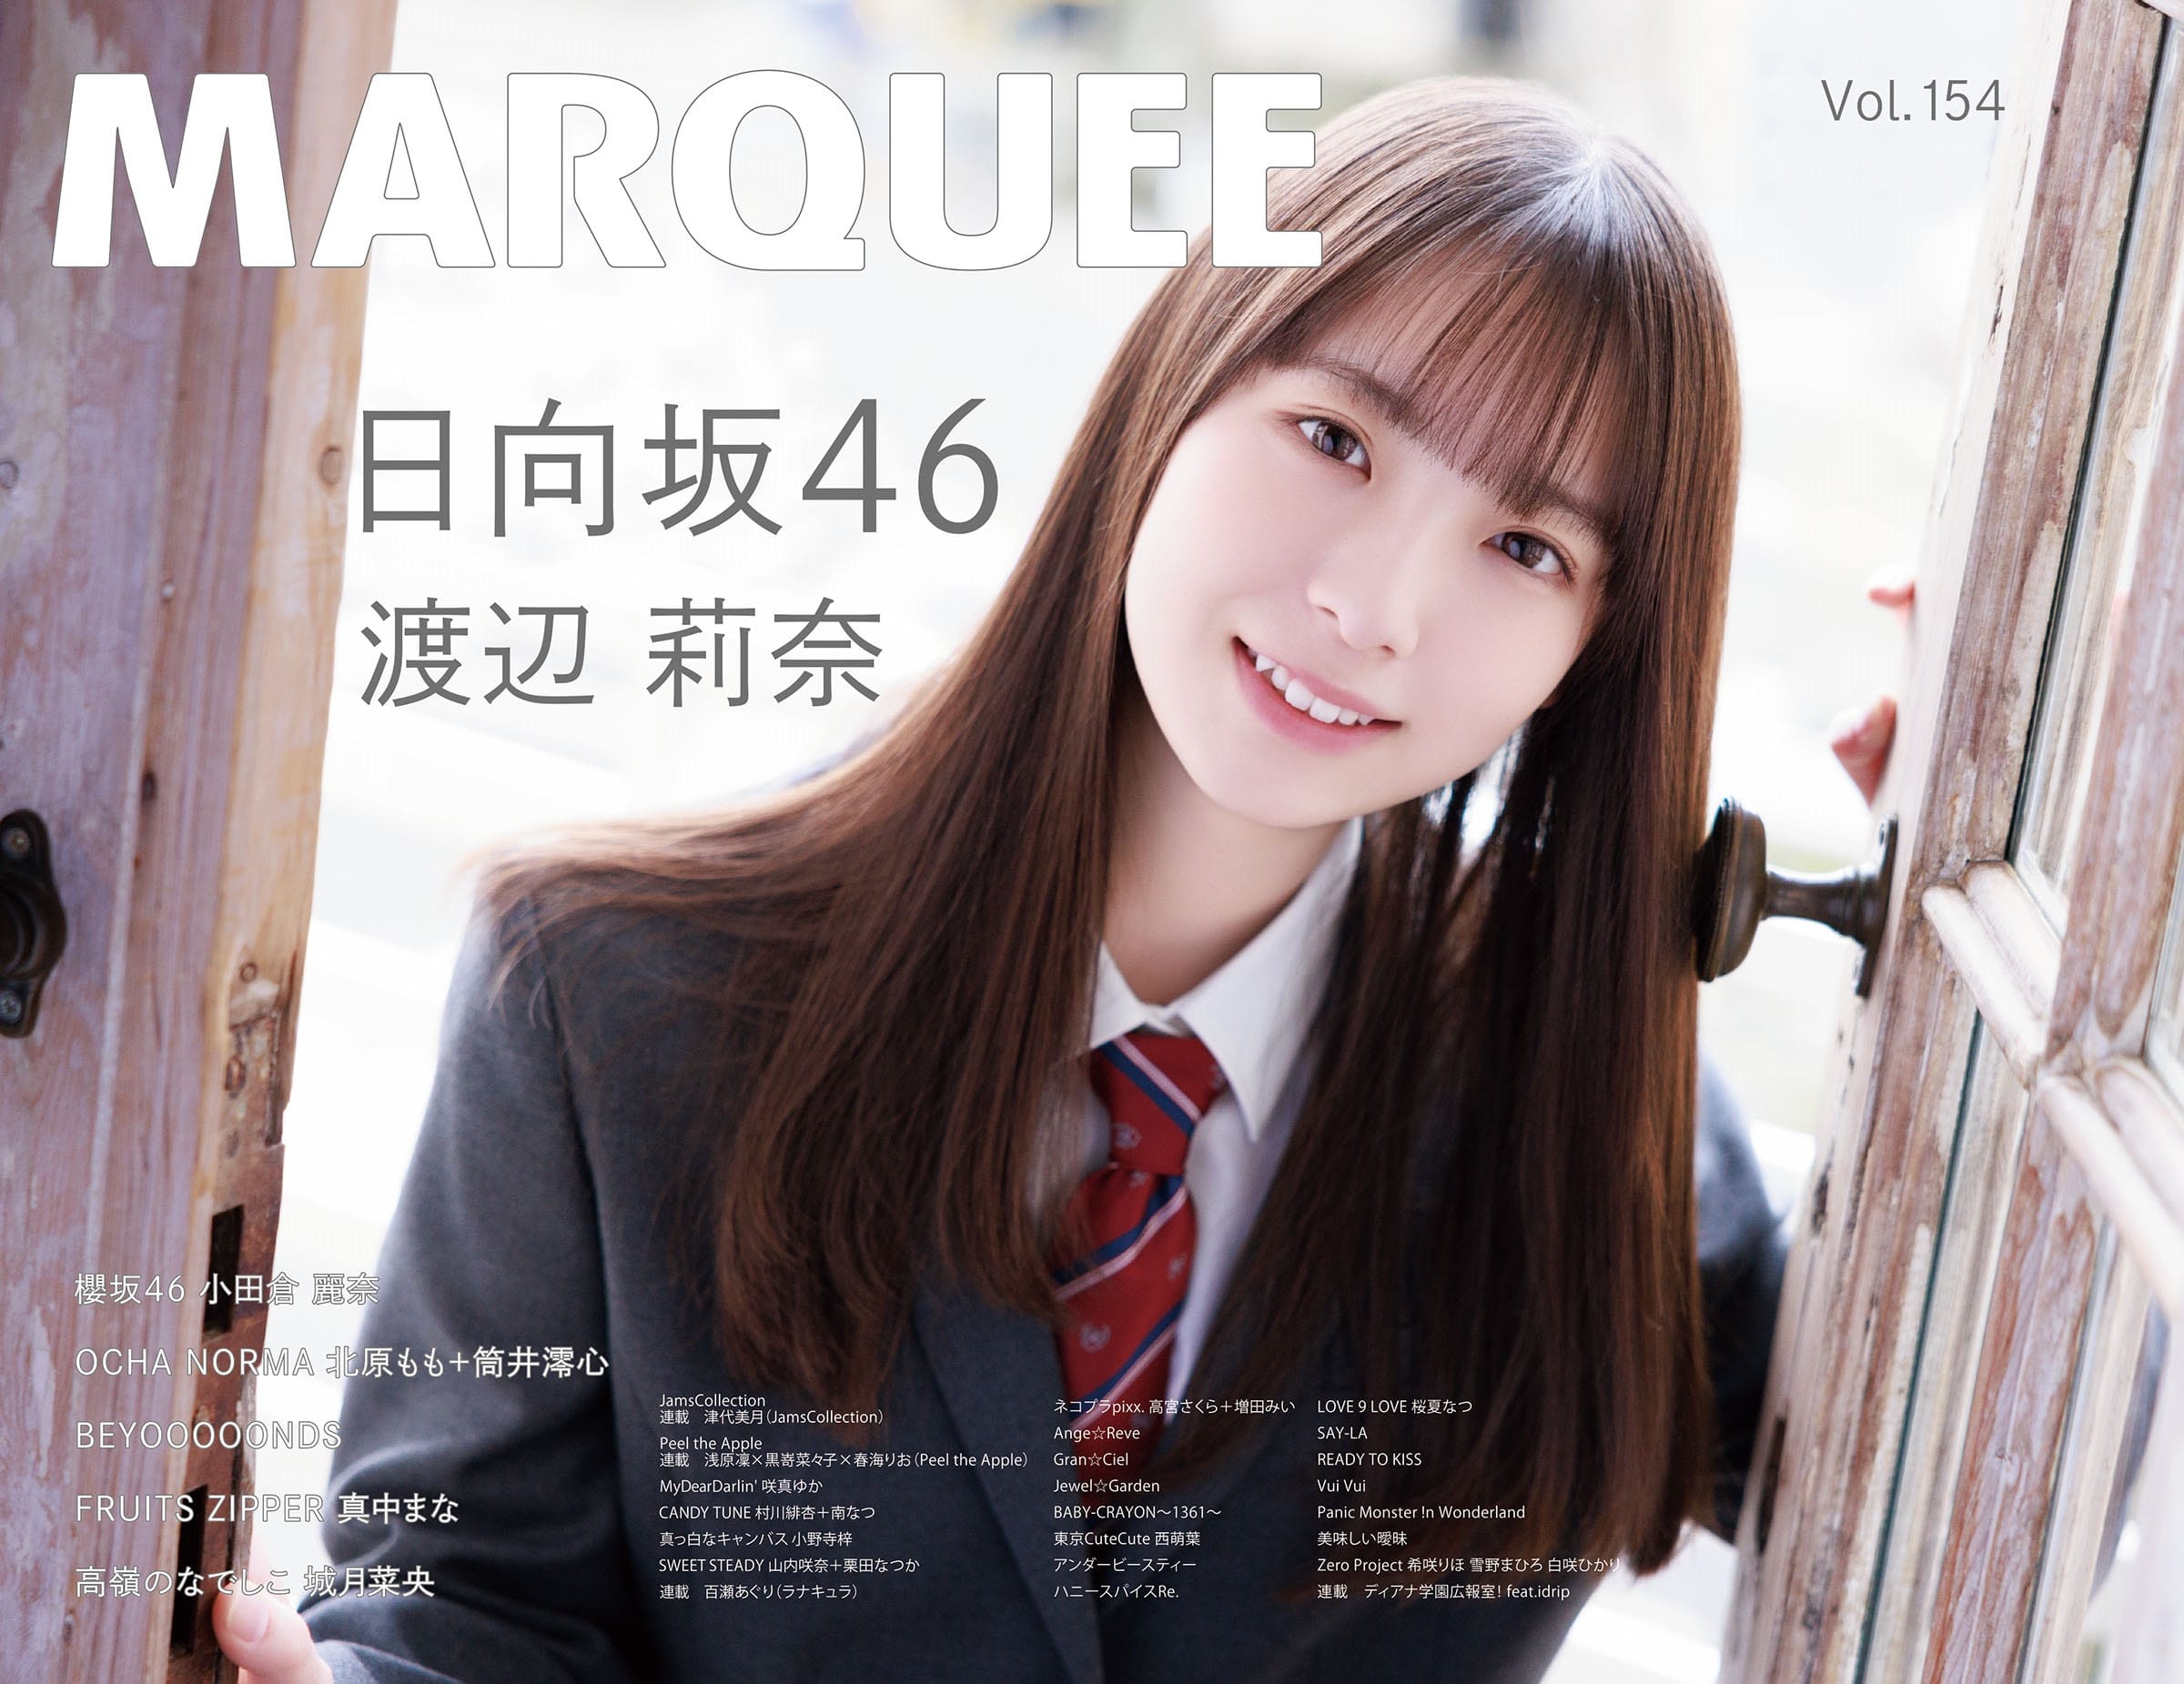 MARQUEE
Vol.154
日向坂46
渡辺 莉奈
櫻坂46 小田倉 麗奈
OCHA NORMA 北原もも＋筒井澪心
BEYOOOOONDS
FRUITS ZIPPER 真中まな
高嶺のなでしこ 城月菜央
JamsCollection
連載　津代美月（JamsCollection）
Peel the Apple
連載　浅原凜×黒嵜菜々子×春海りお（Peel the Apple）
MyDearDarlin' 咲真ゆか
CANDY TUNE 村川緋杏＋南なつ
真っ白なキャンバス 小野寺梓
SWEET STEADY 山内咲奈＋栗田なつか
連載　百瀬あぐり（ラナキュラ）
ネコプラpixx. 高宮さくら＋増田みい
Ange☆Reve
Gran☆Ciel
Jewel☆Garden
BABY-CRAYON～1361～
東京CuteCute 西萌葉
アンダービースティー
ハニースパイスRe.
LOVE 9 LOVE 桜夏なつ
SAY-LA
READY TO KISS
Vui Vui
Panic Monster !n Wonderland
美味しい曖昧
Zero Project 希咲りほ 雪野まひろ 白咲ひかり
連載　ディアナ学園広報室! feat.idrip